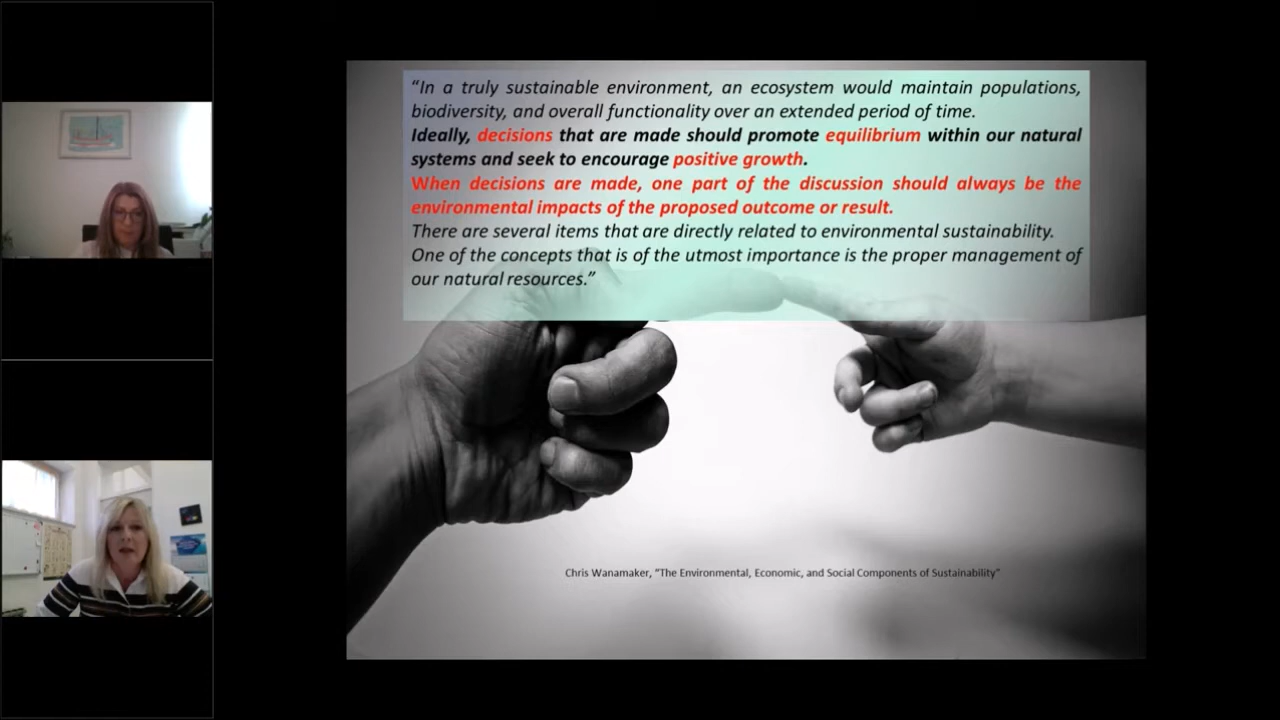 “In a truly sustainable environment, an ecosystem would maintain populations,
biodiversity, and overall functionality over an extended period of time.
Ideally, decisions that are made should promote equilibrium within our natural
systems and seek to encourage positive growth.
When decisions are made, one part of the discussion should always be the
environmental impacts of the proposed outcome or result.
There are several items that are directly related to environmental sustainability.
One of the concepts that is of the utmost importance is the proper management of
our natural resources.”
Chris Wanamaker, “The Environmental, Economic, and Social Components of Sustainability”